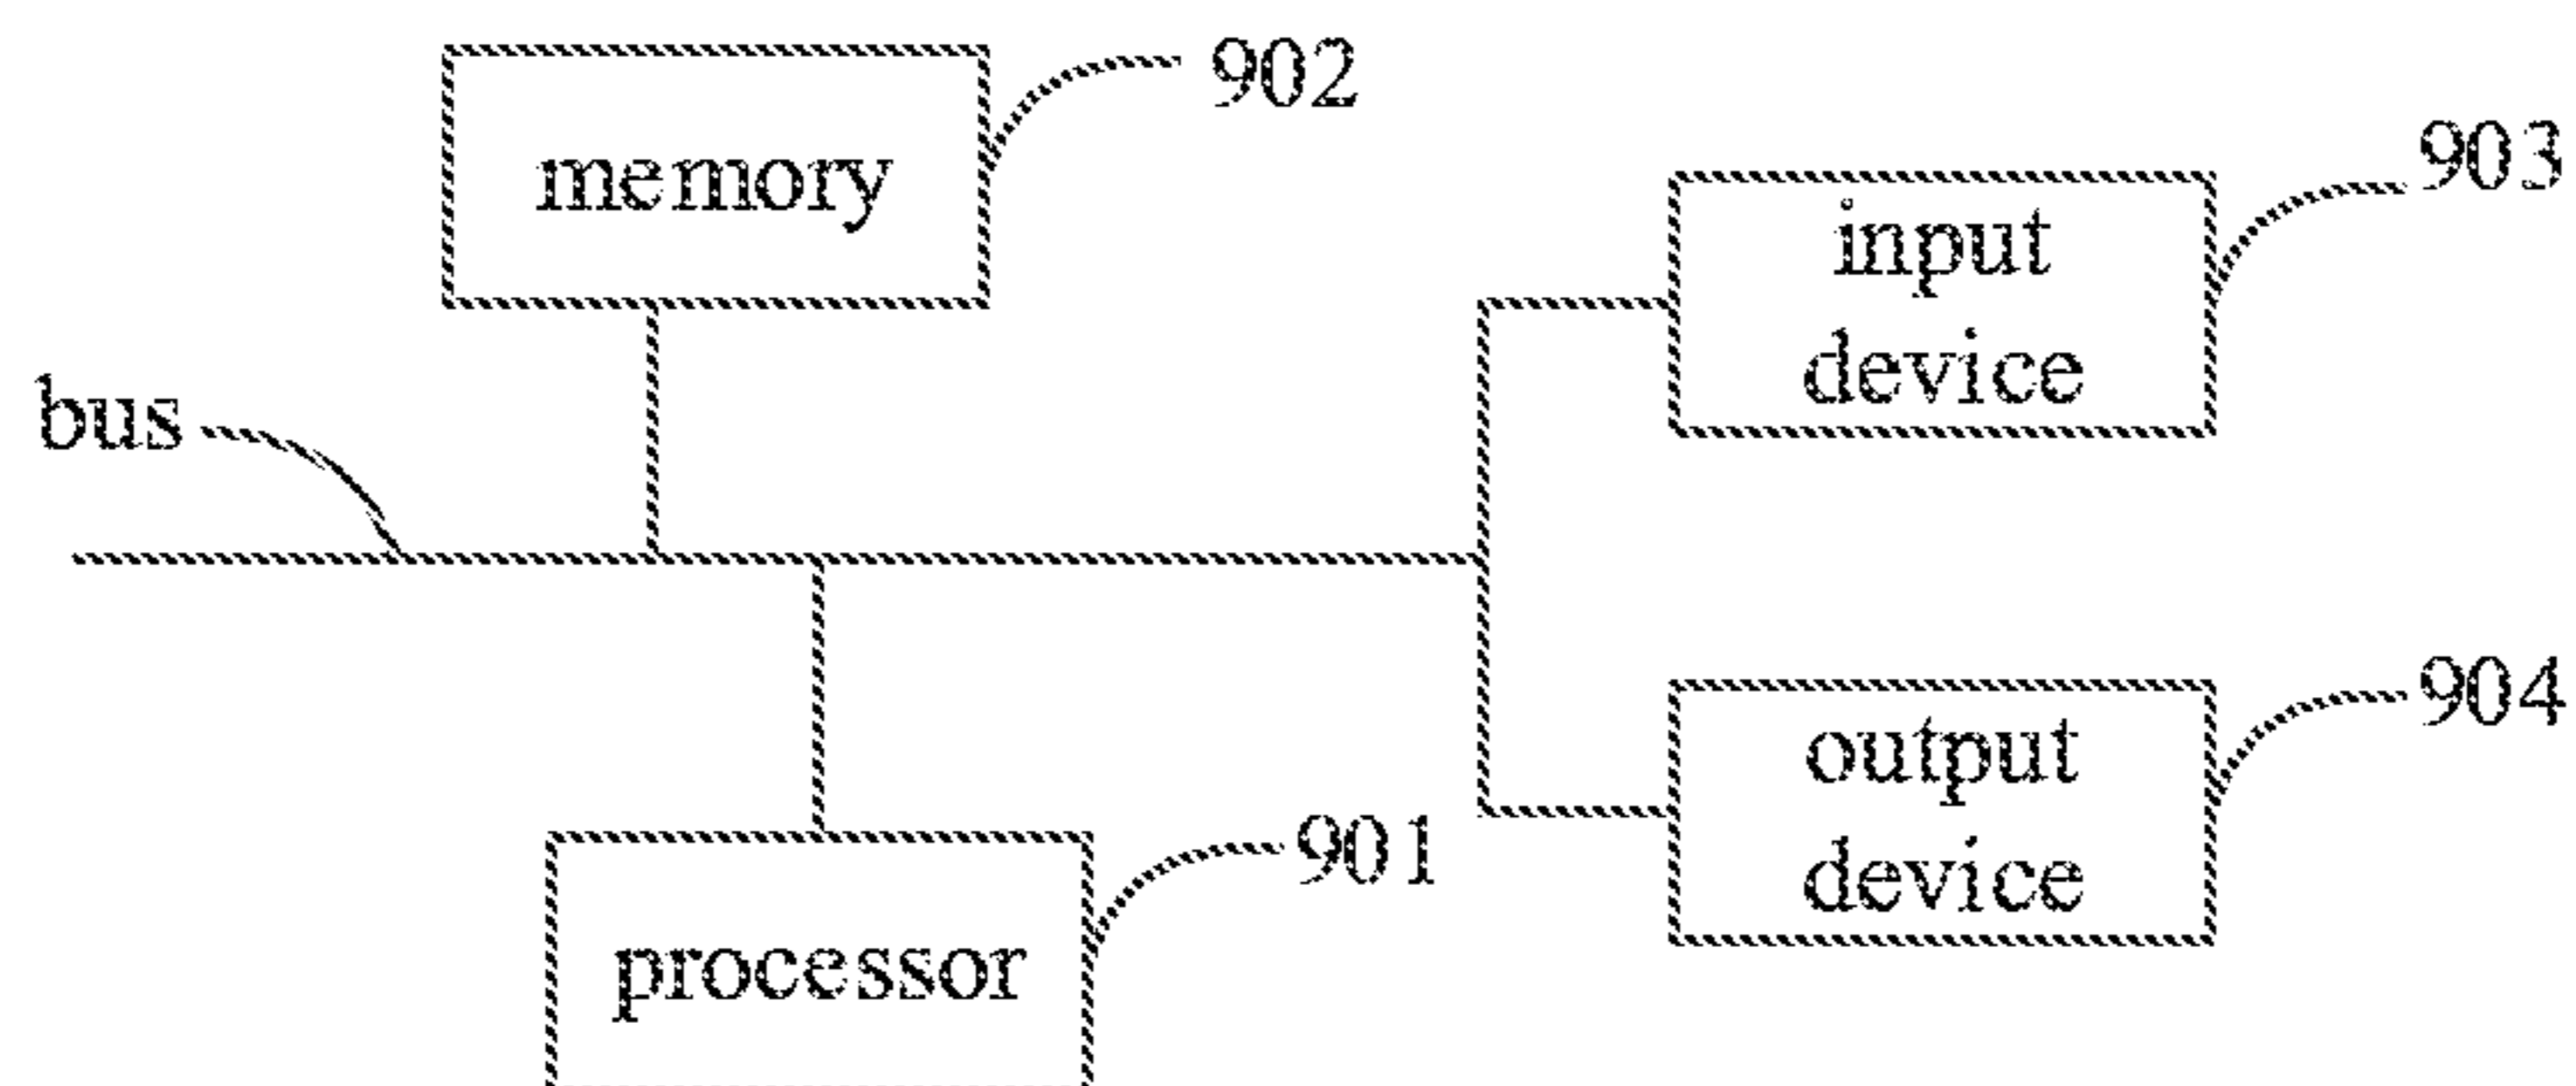 902
memory
903
input
device
bus
904
output
device
901
processor